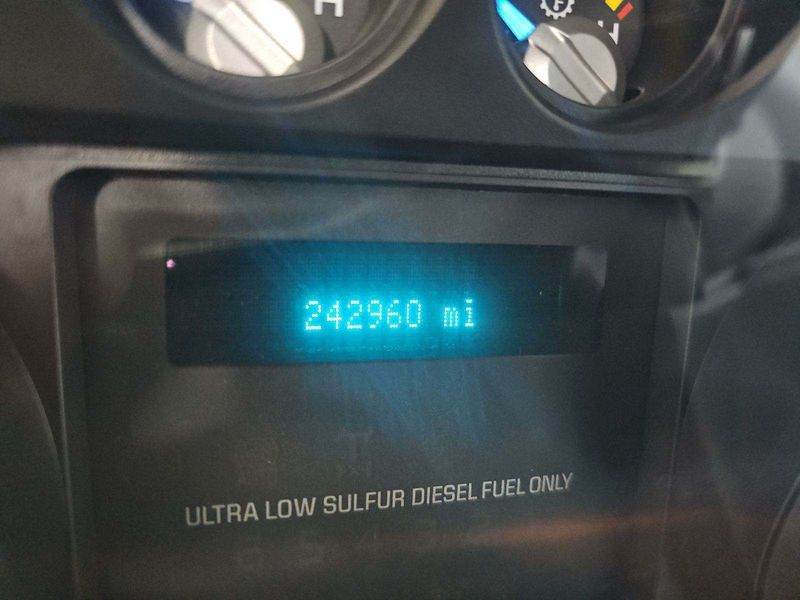 H
F
242960 mi
ULTRA LOW SULFUR DIESEL FUEL ONLY